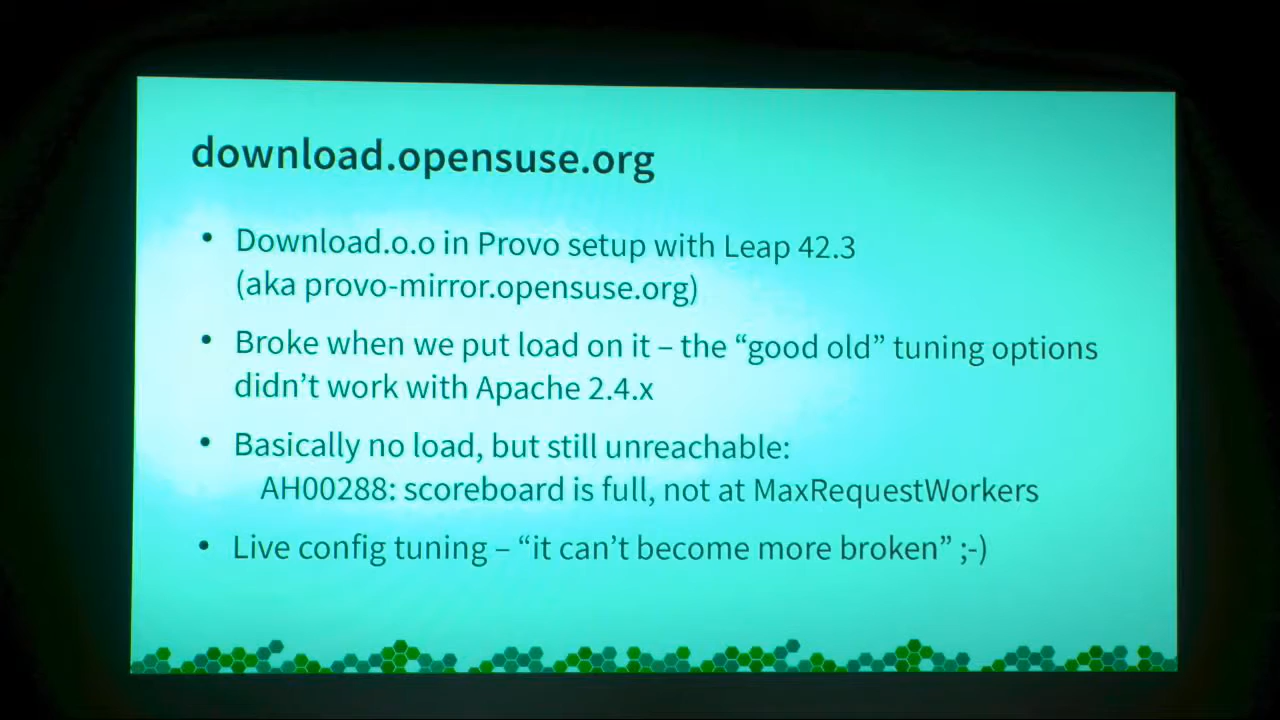 download.opensuse.org
• Download.o.o in Provo setup with Leap 42.3
(aka provo-mirror.opensuse.org)
• Broke when we put load on it – the “good old” tuning options
didn’t work with Apache 2.4.x
• Basically no load, but still unreachable:
AH00288: scoreboard is full, not at MaxRequestWorkers
• Live config tuning – “it can’t become more broken” ;-)